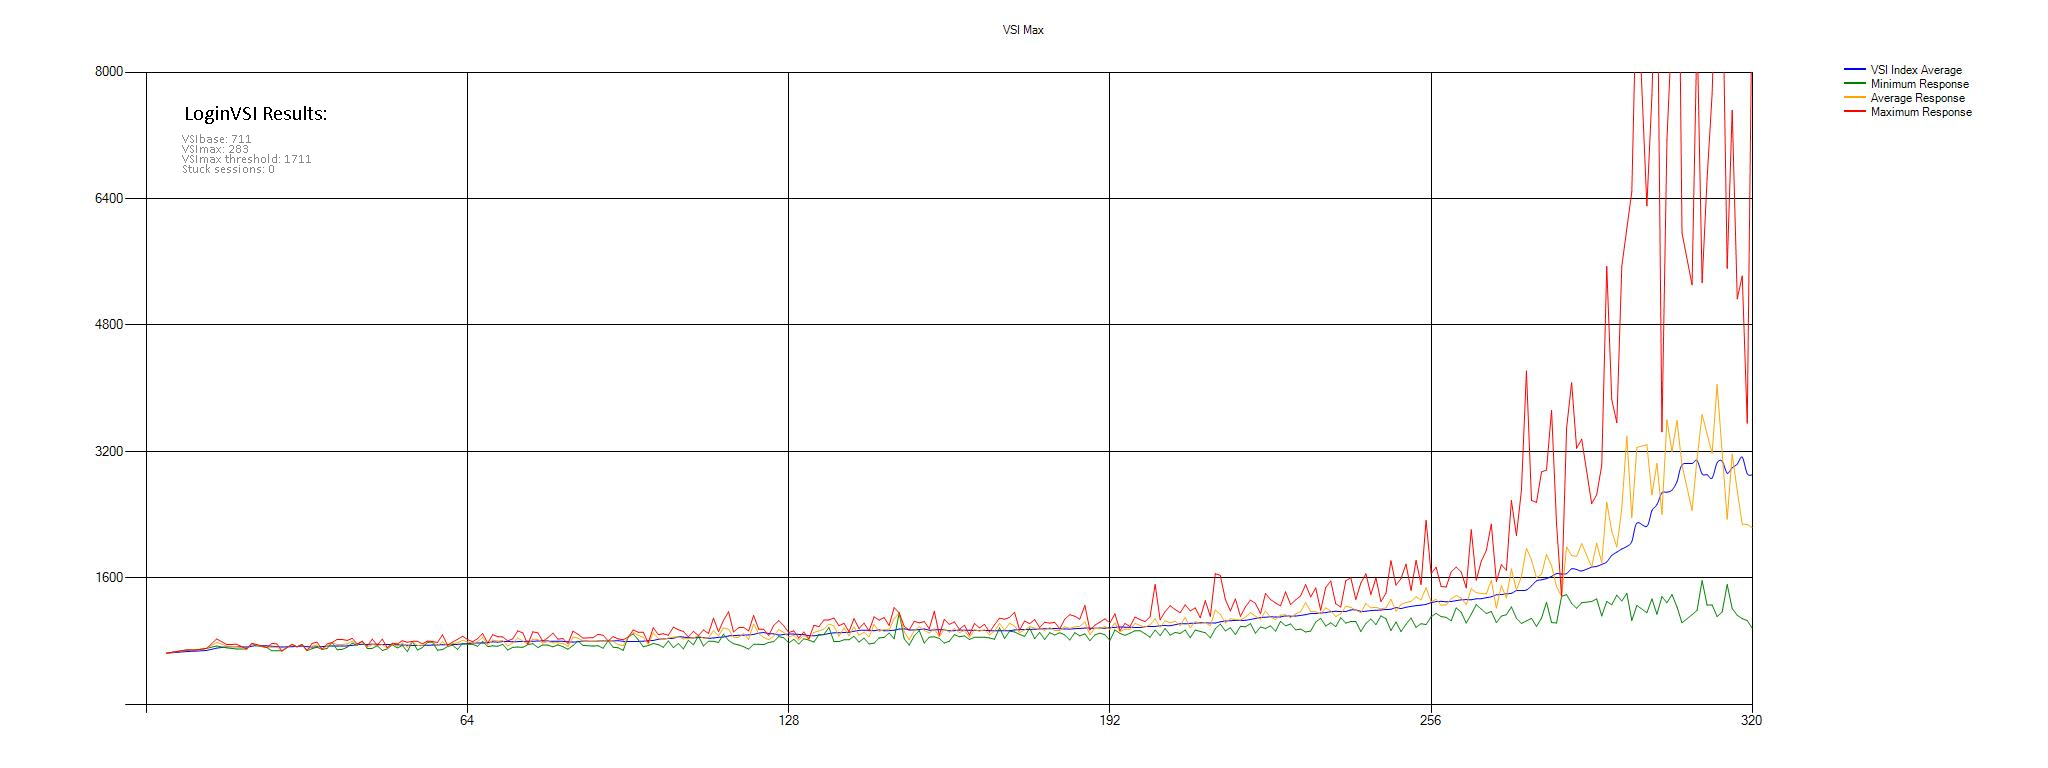 VSI Max
8000
6400
4800
3200
1600
LoginVSI Results:
VSIbase: 711
VSImax: 283
VSImax threshold: 1711
Stuck sessions: 0
64
128
192
256
320
VSI Index Average
Minimum Response
Average Response
Maximum Response